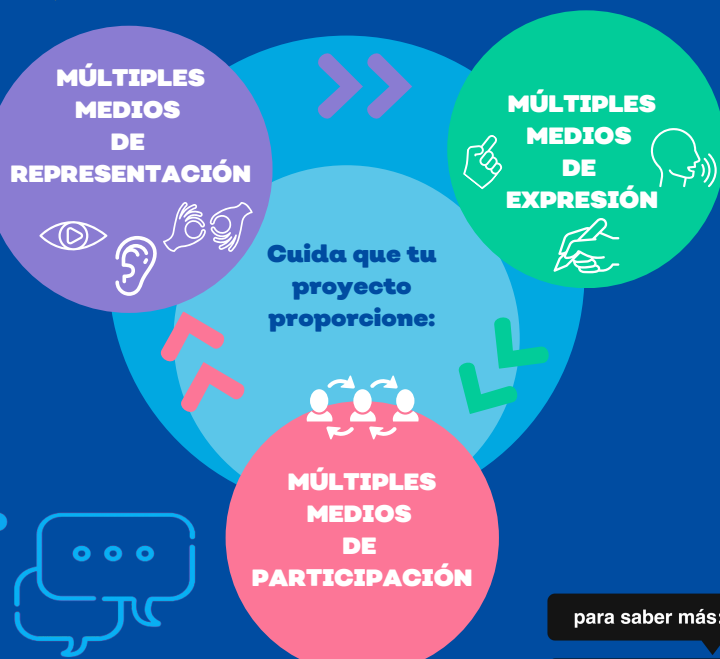 MÚLTIPLES
MEDIOS
DE
REPRESENTACIÓN
MÚLTIPLES
MEDIOS
DE
EXPRESIÓN
Cuida que tu
proyecto
proporcione:
MÚLTIPLES
MEDIOS
DE
PARTICIPACIÓN
para saber más: